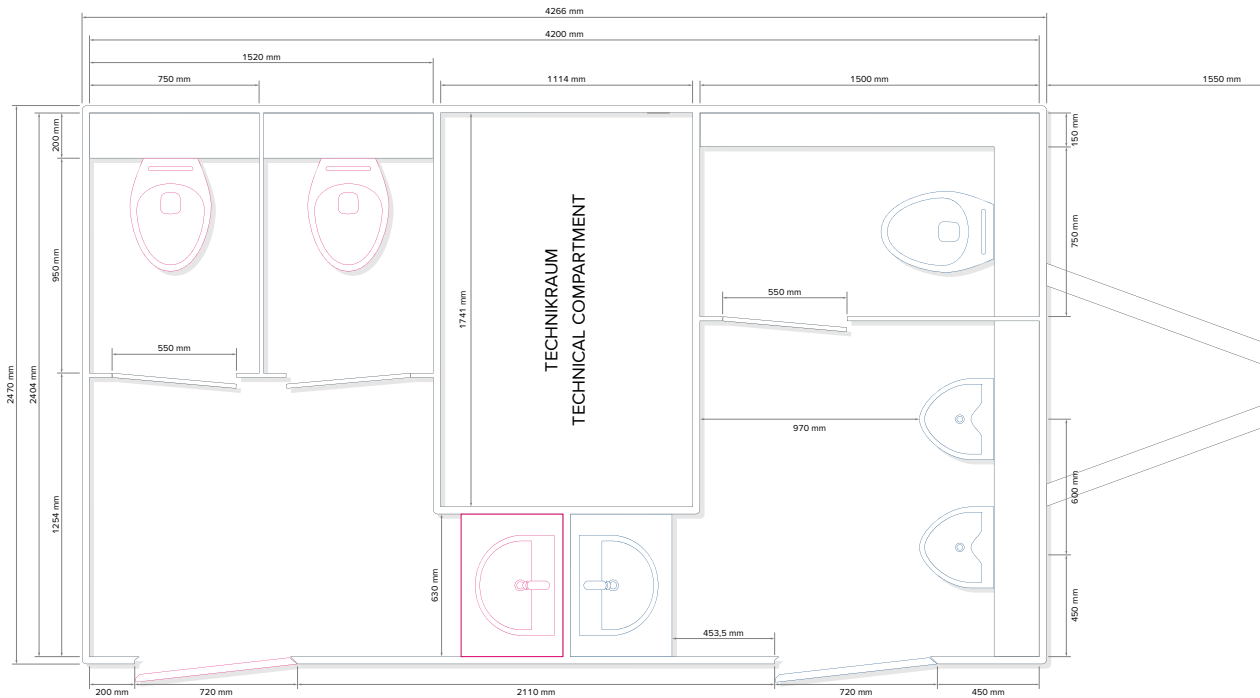 4266 mm
4200 mm
1520 mm
750 mm
1114 mm
1500 mm
1550 mm
200 mm
150 mm
950 mm
750 mm
TECHNIKRAUM
TECHNICAL COMPARTMENT
1741 mm
550 mm
550 mm
2470 mm
2404 mm
970 mm
1254 mm
600 mm
630 mm
450 mm
453,5 mm
200 mm
720 mm
2110 mm
720 mm
450 mm